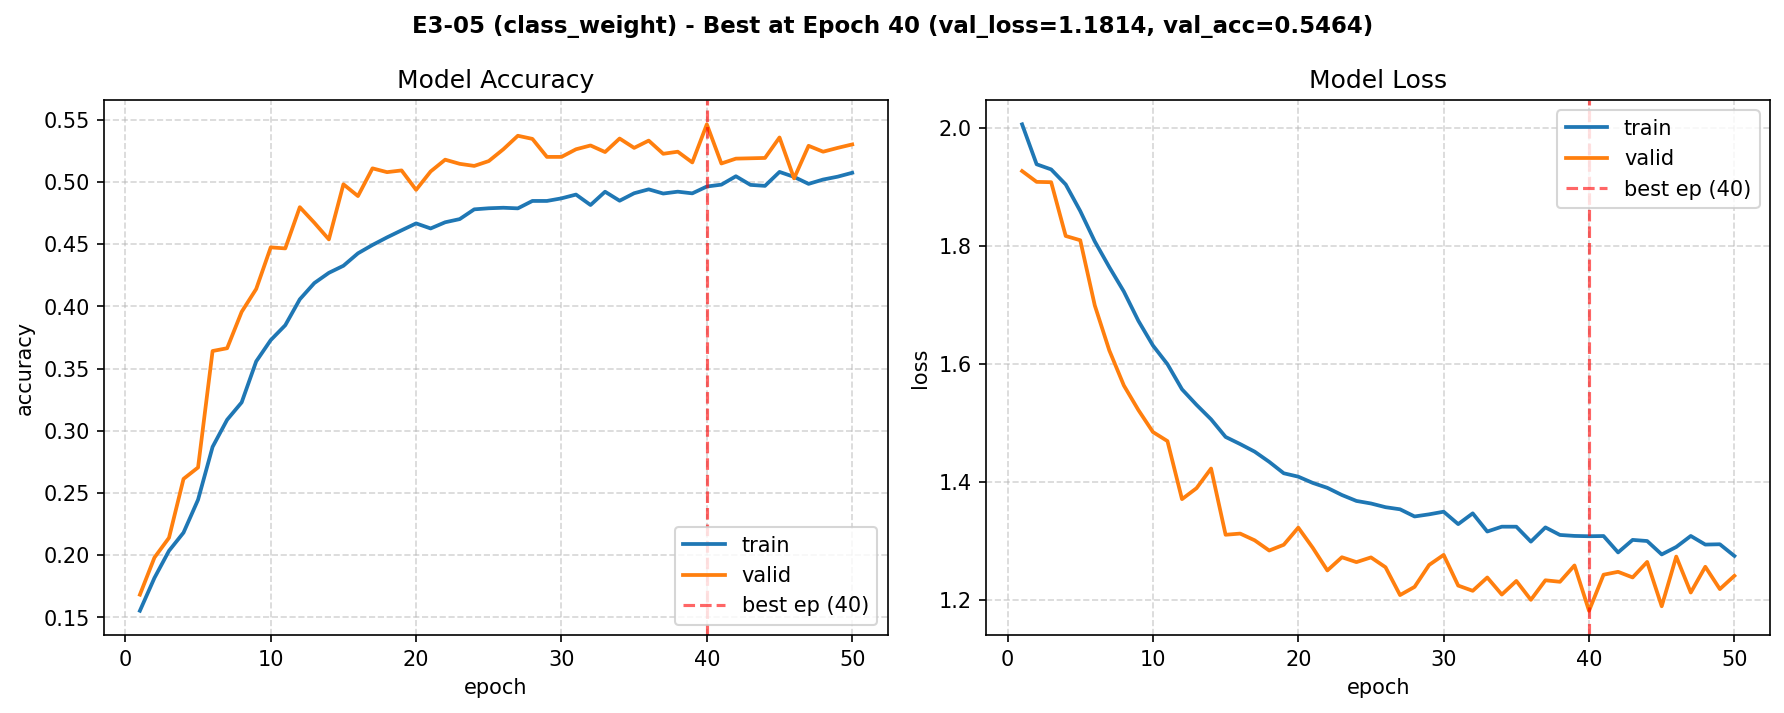 E3-05 (class_weight) - Best at Epoch 40 (val_loss=1.1814, val_acc=0.5464)
Model Accuracy
0.55
0.50
0.45
0.40
0.35
0.30
0.25
0.20
0.15
accuracy
0 10 20 30 40 50
epoch
train
valid
best ep (40)
Model Loss
2.0
1.8
1.6
1.4
1.2
loss
0 10 20 30 40 50
epoch
train
valid
best ep (40)